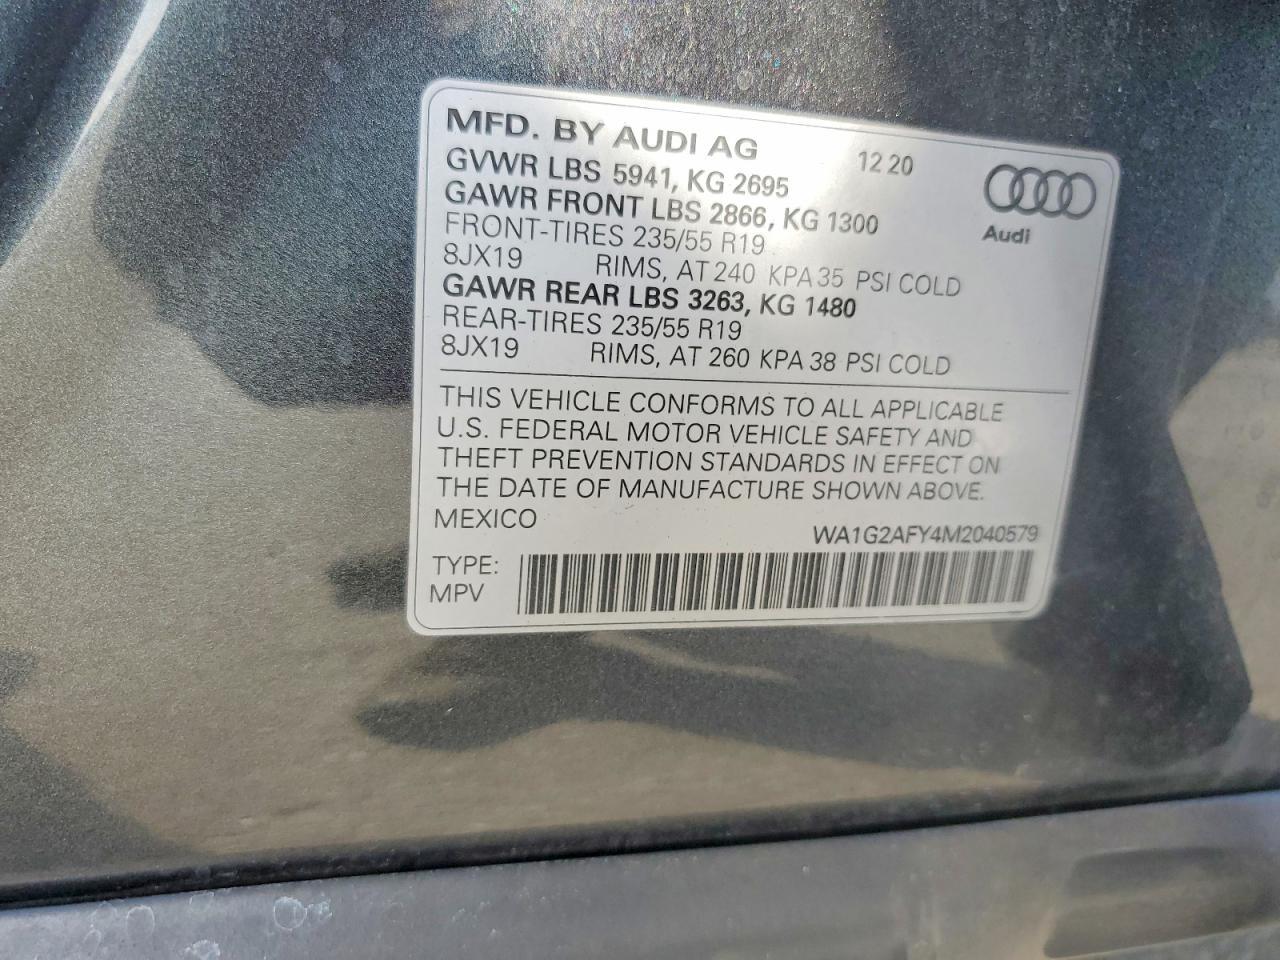 MFD. BY AUDI AG 12 20
GVWR LBS 5941, KG 2695
GAWR FRONT LBS 2866, KG 1300
FRONT-TIRES 235/55 R19
8JX19 RIMS, AT 240 KPA 35 PSI COLD
GAWR REAR LBS 3263, KG 1480
REAR-TIRES 235/55 R19
8JX19 RIMS, AT 260 KPA 38 PSI COLD
Audi
THIS VEHICLE CONFORMS TO ALL APPLICABLE
U.S. FEDERAL MOTOR VEHICLE SAFETY AND
THEFT PREVENTION STANDARDS IN EFFECT ON
THE DATE OF MANUFACTURE SHOWN ABOVE.
MEXICO WA1G2AFY4M2040579
TYPE:
MPV